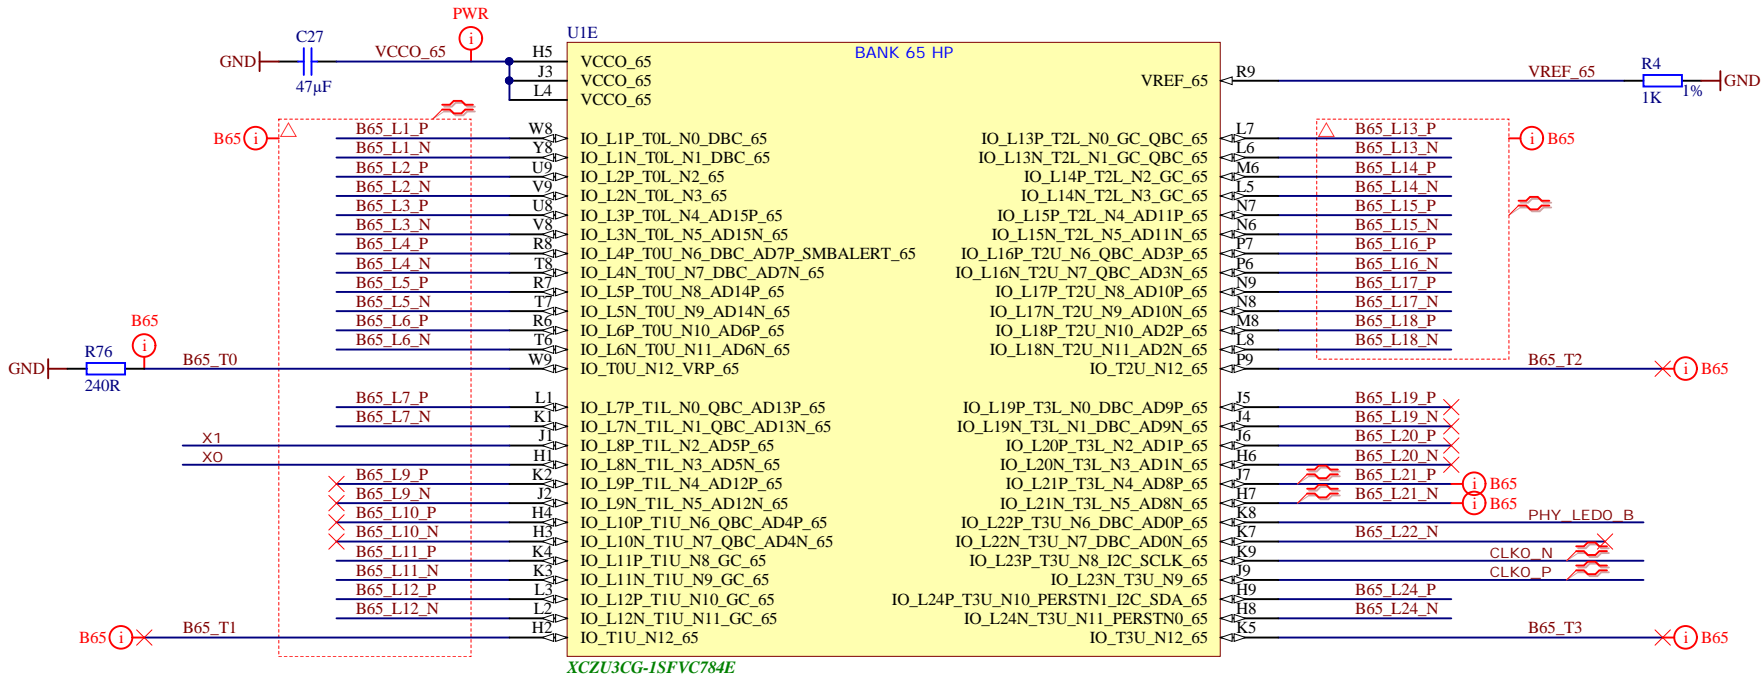 PWR
C27
U1E
GND
VCCO_65
H5
BANK 65 HP
VCCO_65
47µF
J3
VCCO_65
VREF_65
R9
VREF_65
R4
GND
1K
1%
L4
VCCO_65
B65
i
B65_L1_P
W8
IO_L1P_T0L_N0_DBC_65
IO_L13P_T2L_N0_GC_QBC_65
L7
B65_L13_P
i
B65
B65_L1_N
Y8
IO_L1N_T0L_N1_DBC_65
IO_L13N_T2L_N1_GC_QBC_65
L6
B65_L13_N
B65_L2_P
U9
IO_L2P_T0L_N2_65
IO_L14P_T2L_N2_GC_65
M6
B65_L14_P
B65_L2_N
V9
IO_L2N_T0L_N3_65
IO_L14N_T2L_N3_GC_65
L5
B65_L14_N
B65_L3_P
U8
IO_L3P_T0L_N4_AD15P_65
IO_L15P_T2L_N4_AD11P_65
N7
B65_L15_P
B65_L3_N
V8
IO_L3N_T0L_N5_AD15N_65
IO_L15N_T2L_N5_AD11N_65
N6
B65_L15_N
B65_L4_P
R8
IO_L4P_T0U_N6_DBC_AD7P_SMBALERT_65
IO_L16P_T2U_N6_QBC_AD3P_65
P7
B65_L16_P
B65_L4_N
T8
IO_L4N_T0U_N7_DBC_AD7N_65
IO_L16N_T2U_N7_QBC_AD3N_65
P6
B65_L16_N
B65_L5_P
R7
IO_L5P_T0U_N8_AD14P_65
IO_L17P_T2U_N8_AD10P_65
N9
B65_L17_P
B65_L5_N
T7
IO_L5N_T0U_N9_AD14N_65
IO_L17N_T2U_N9_AD10N_65
N8
B65_L17_N
B65
i
B65_L6_P
R6
IO_L6P_T0U_N10_AD6P_65
IO_L18P_T2U_N10_AD2P_65
M8
B65_L18_P
B65_L6_N
T6
IO_L6N_T0U_N11_AD6N_65
IO_L18N_T2U_N11_AD2N_65
L8
B65_L18_N
GND
R76
240R
B65_T0
W9
IO_T0U_N12_VRP_65
IO_T2U_N12_65
P9
B65_T2
i
B65
B65_L7_P
L1
IO_L7P_T1L_N0_QBC_AD13P_65
IO_L19P_T3L_N0_DBC_AD9P_65
J5
B65_L19_P
B65_L7_N
K1
IO_L7N_T1L_N1_QBC_AD13N_65
IO_L19N_T3L_N1_DBC_AD9N_65
J4
B65_L19_N
X1
J1
IO_L8P_T1L_N2_AD5P_65
IO_L20P_T3L_N2_AD1P_65
J6
B65_L20_P
X0
H1
IO_L8N_T1L_N3_AD5N_65
IO_L20N_T3L_N3_AD1N_65
H6
B65_L20_N
B65_L9_P
K2
IO_L9P_T1L_N4_AD12P_65
IO_L21P_T3L_N4_AD8P_65
J7
B65_L21_P
i
B65
B65_L9_N
J2
IO_L9N_T1L_N5_AD12N_65
IO_L21N_T3L_N5_AD8N_65
H7
B65_L21_N
i
B65
B65_L10_P
H4
IO_L10P_T1U_N6_QBC_AD4P_65
IO_L22P_T3U_N6_DBC_AD0P_65
K8
PHY_LED0_B
B65_L10_N
H3
IO_L10N_T1U_N7_QBC_AD4N_65
IO_L22N_T3U_N7_DBC_AD0N_65
K7
B65_L22_N
B65_L11_P
K4
IO_L11P_T1U_N8_GC_65
IO_L23P_T3U_N8_I2C_SCLK_65
K9
CLK0_N
B65_L11_N
K3
IO_L11N_T1U_N9_GC_65
IO_L23N_T3U_N9_65
J9
CLK0_P
B65_L12_P
L3
IO_L12P_T1U_N10_GC_65
IO_L24P_T3U_N10_PERSTN1_I2C_SDA_65
H9
B65_L24_P
B65_L12_N
L2
IO_L12N_T1U_N11_GC_65
IO_L24N_T3U_N11_PERSTN0_65
H8
B65_L24_N
B65
i
B65_T1
H2
IO_T1U_N12_65
IO_T3U_N12_65
K5
B65_T3
i
B65
XCZU3CG-1SFVC784E